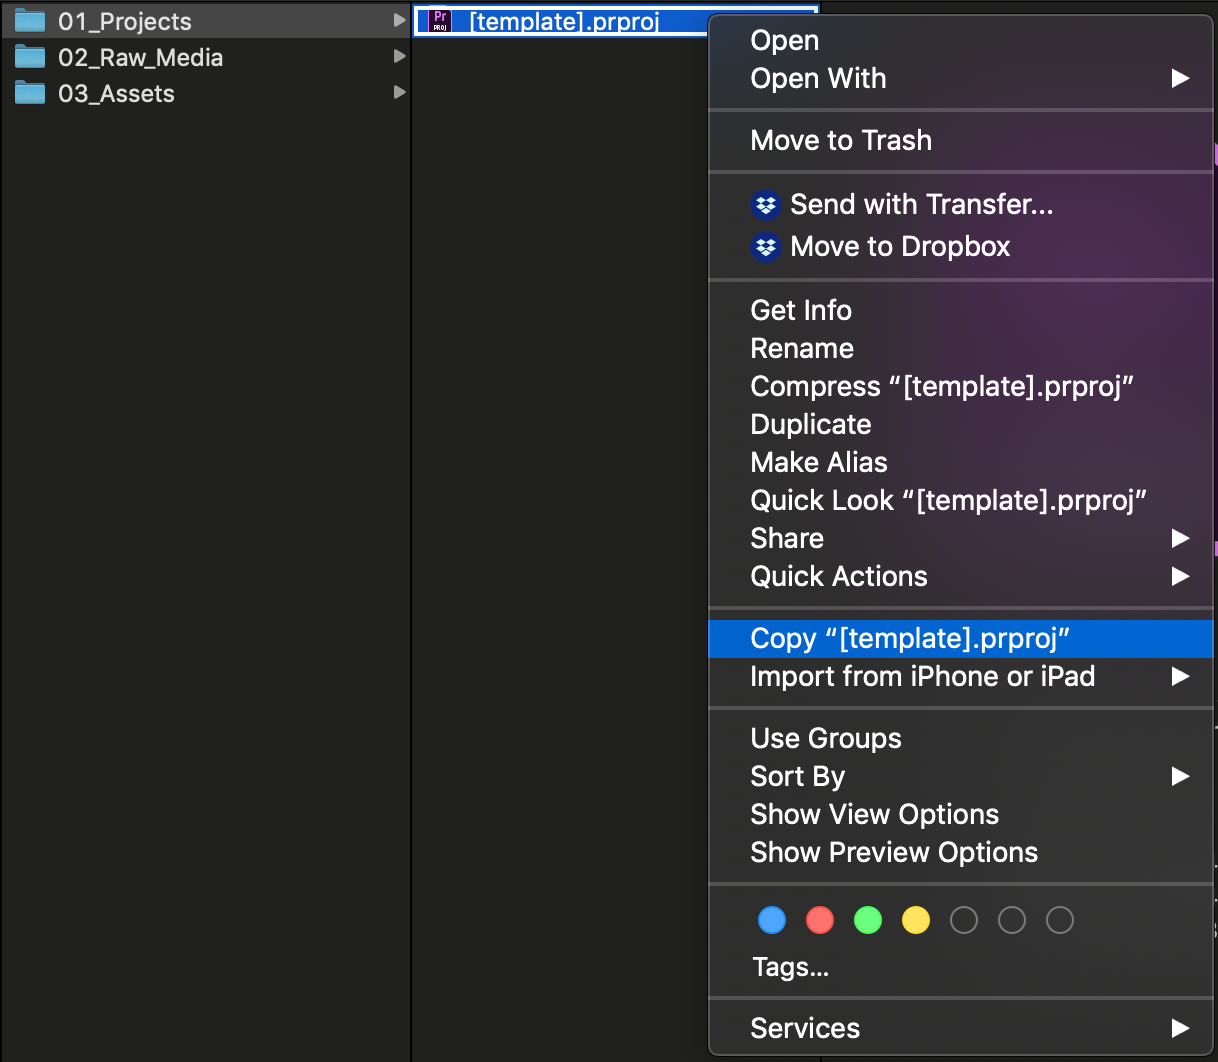 01_Projects
02_Raw_Media
03_Assets
Pr
PROJ
[template].prproj
Open
Open With
Move to Trash
Send with Transfer...
Move to Dropbox
Get Info
Rename
Compress “[template].prproj”
Duplicate
Make Alias
Quick Look “[template].prproj”
Share
Quick Actions
Copy “[template].prproj”
Import from iPhone or iPad
Use Groups
Sort By
Show View Options
Show Preview Options
Tags...
Services